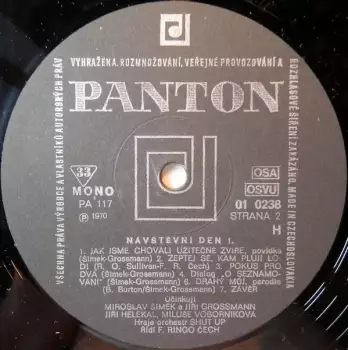 VŠECHNA PRÁVA VÝROBCE A VLASTNÍKŮ AUTORSKÝCH PRÁV VYHRAŽENA. ROZMNOŽOVÁNÍ, VEŘEJNÉ PROVOZOVÁNÍ A ROZHLASOVÉ ŠÍŘENÍ ZAKÁZÁNO. MADE IN CZECHOSLOVAKIA
PANTON
33
MONO
PA 117
Ⓟ 1970
OSA
OSVU
01 0238
STRANA 2
H
NÁVŠTĚVNÍ DEN 1.
1. JAK JSME CHOVALI UŽITEČNÉ ZVÍŘE, povídka
(Šimek-Grossmann) 2. ZEPTEJ SE, KAM PLUJÍ LO-
DI (R. O. Sullivan-F. R. Čech) 3. POKUS PRO
DVA (Šimek-Grossmann) 4. Dialog „O SEZNAMO-
VÁNÍ" (Šimek-Grossmann) 6. DRAHÝ MŮJ, parodie
(B. Burton/Šimek-Grossmann) 7. ZÁVĚR
Účinkují
MIROSLAV ŠIMEK a JIŘÍ GROSSMANN
JIŘÍ HELEKAL, MILUŠE VOBORNÍKOVÁ
Hraje orchestr SHUT UP
Řídí F. RINGO ČECH